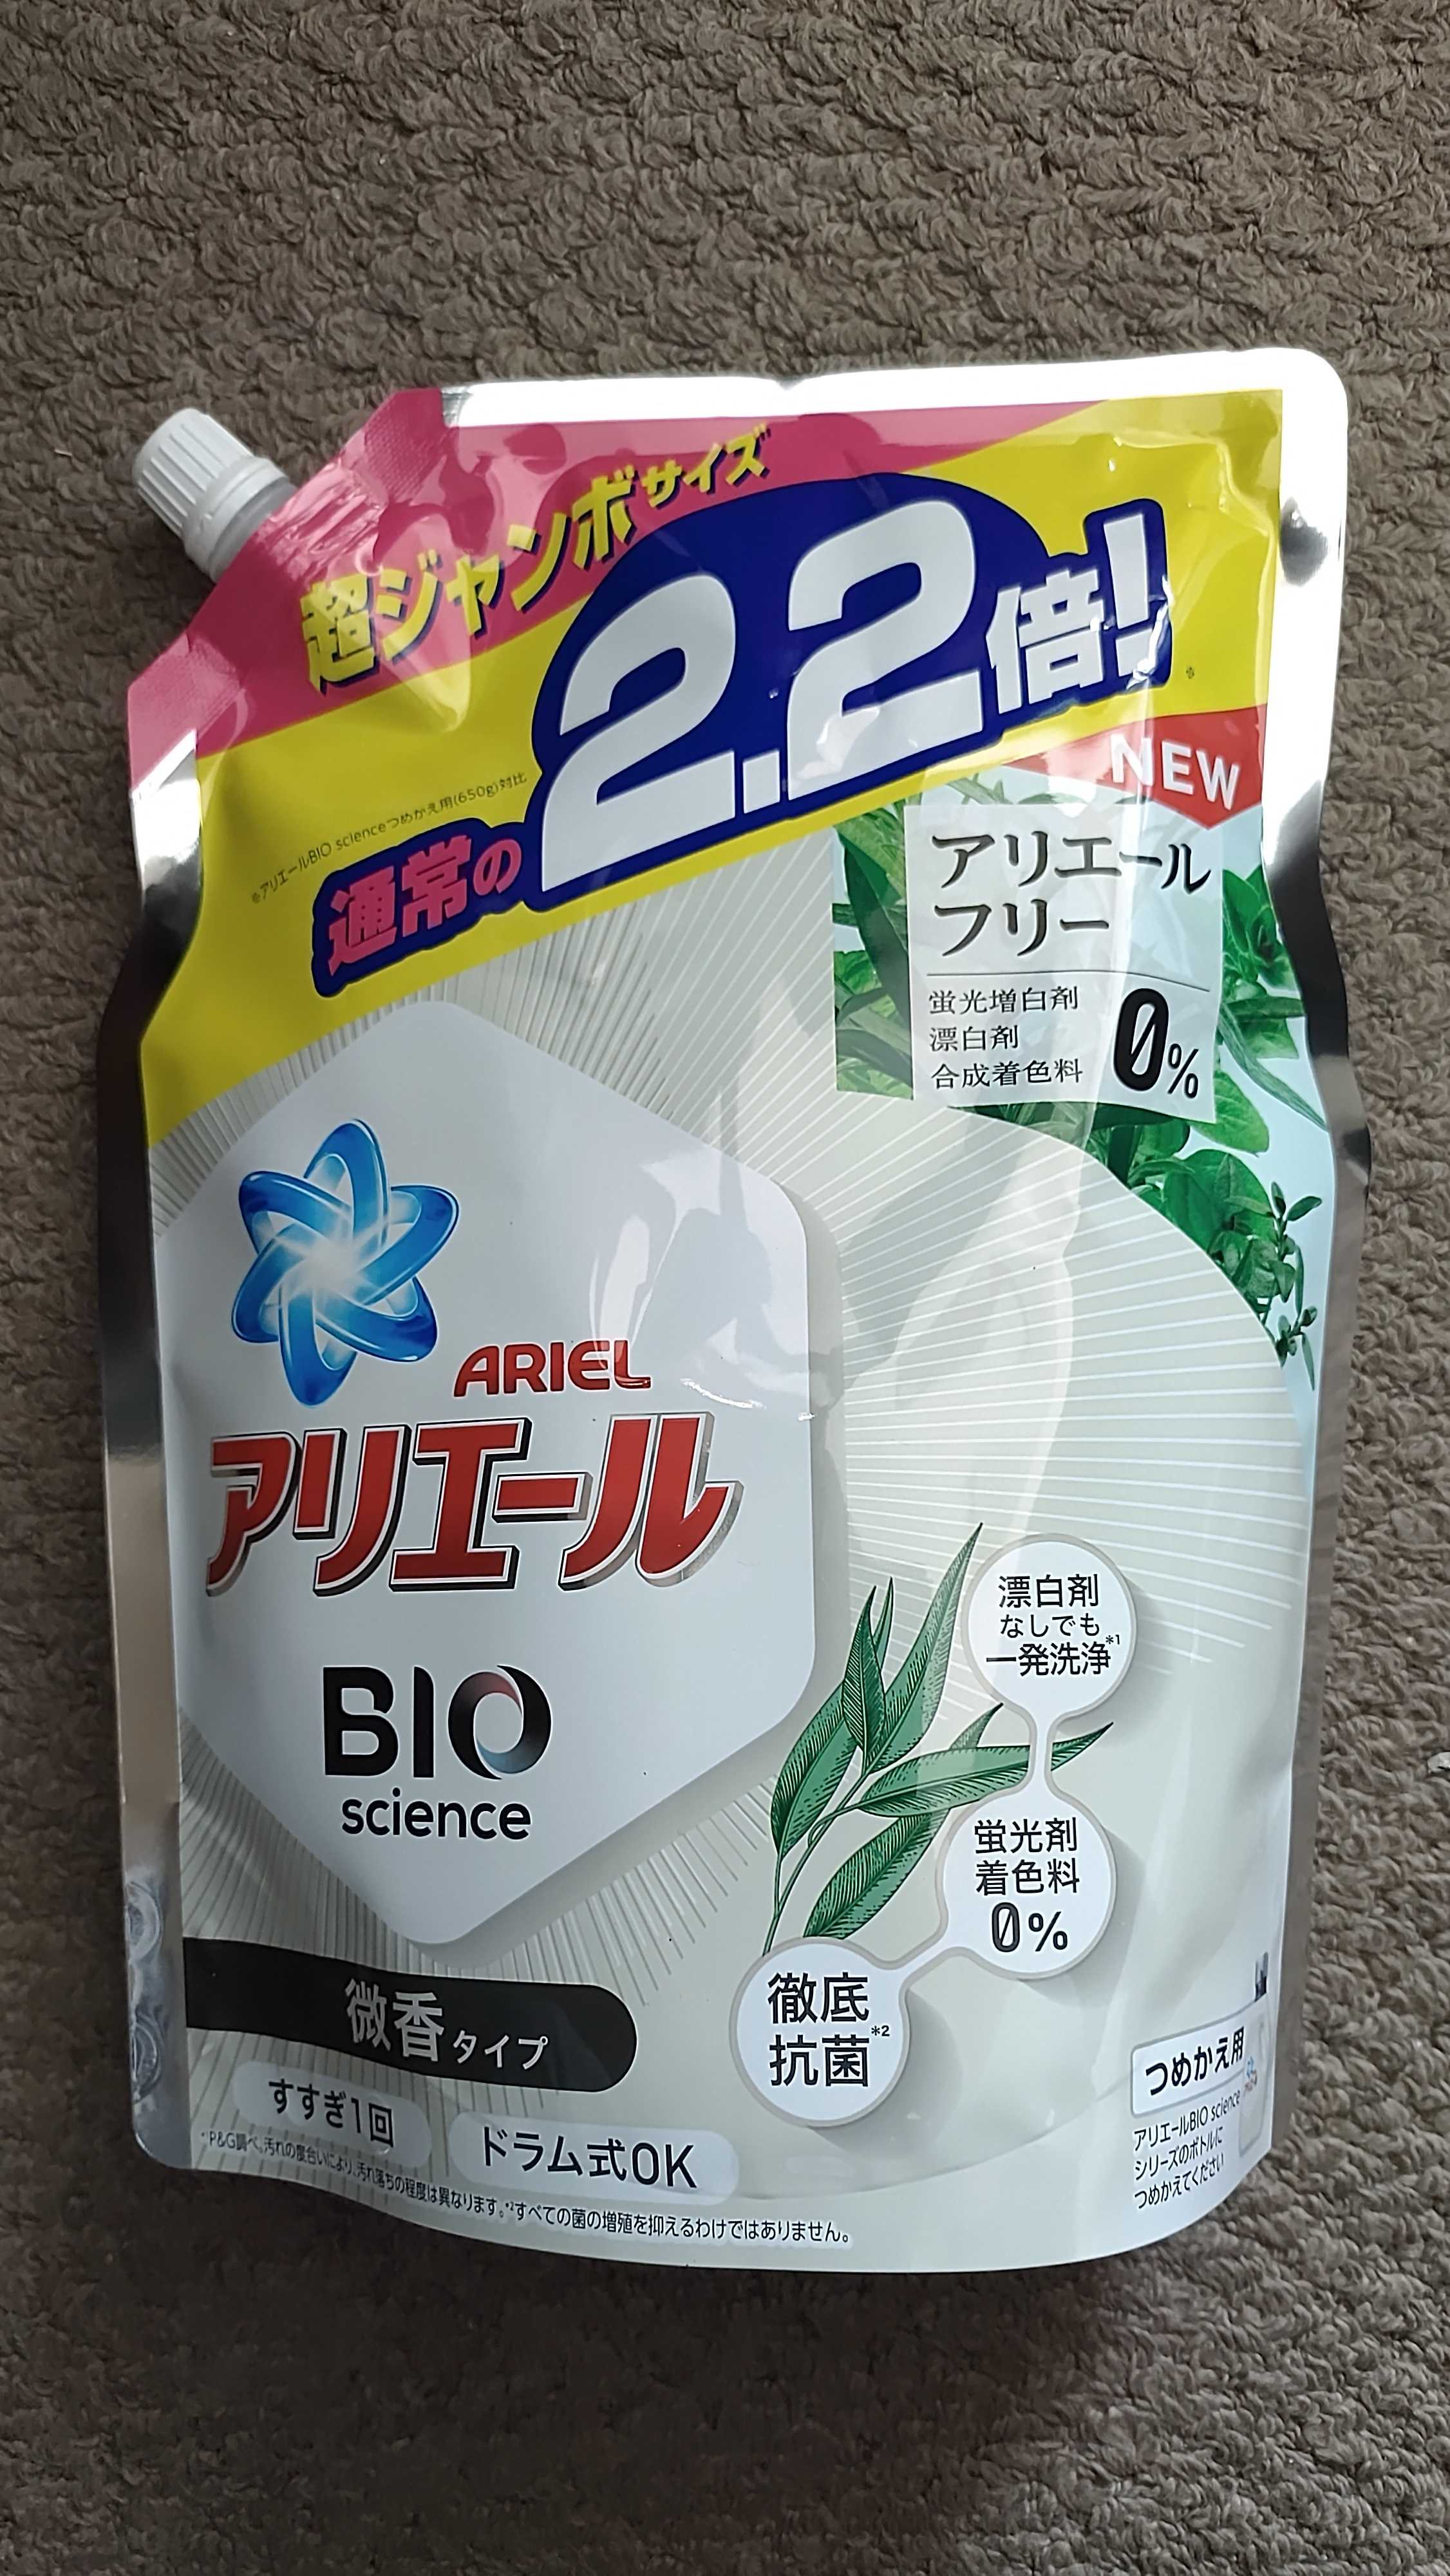 超ジャンボサイズ
※アリエールBIO scienceつめかえ用(650g)対比
通常の2.2倍!※
NEW
アリエール
フリー
蛍光増白剤
漂白剤
合成着色料
0%
ARIEL
アリエール
BIO
science
漂白剤
なしでも
一発洗浄*1
蛍光剤
着色料
0%
徹底
抗菌*2
微香タイプ
すすぎ1回
ドラム式OK
つめかえ用
アリエールBIO science
シリーズのボトルに
つめかえてください
P&G調べ。汚れの度合いにより、汚れ落ちの程度は異なります。*2すべての菌の増殖を抑えるわけではありません。